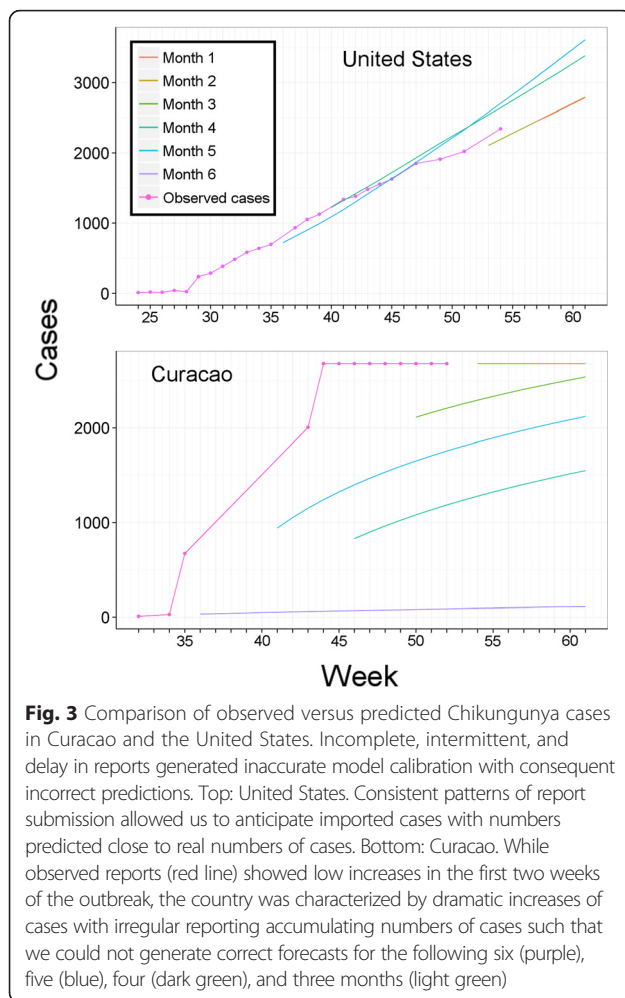 United States
Month 1
Month 2
Month 3
Month 4
Month 5
Month 6
Observed cases
3000
2000
1000
0
25
30
35
40
45
50
55
60
Cases
Curacao
2000
1000
0
35
40
45
50
55
60
Week
Fig. 3 Comparison of observed versus predicted Chikungunya cases
in Curacao and the United States. Incomplete, intermittent, and
delay in reports generated inaccurate model calibration with consequent
incorrect predictions. Top: United States. Consistent patterns of report
submission allowed us to anticipate imported cases with numbers
predicted close to real numbers of cases. Bottom: Curacao. While
observed reports (red line) showed low increases in the first two weeks
of the outbreak, the country was characterized by dramatic increases of
cases with irregular reporting accumulating numbers of cases such that
we could not generate correct forecasts for the following six (purple),
five (blue), four (dark green), and three months (light green)